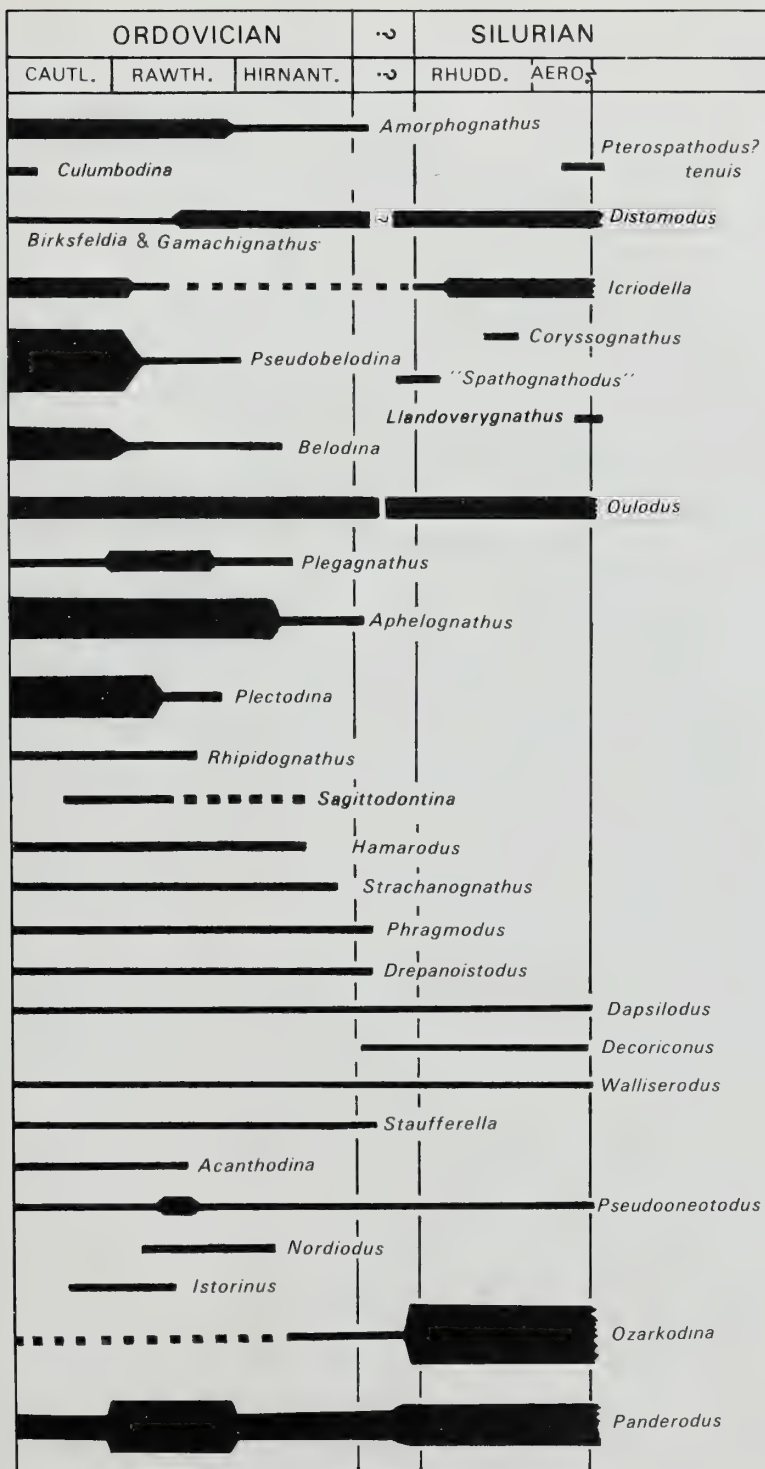 ORDOVICIAN ? SILURIAN
CAUTL. RAWTH. HIRNANT. ? RHUDD. AERO.
Amorphognathus
Pterospathodus?
tenuis
Culumbodina
? Distomodus
Birksfeldia & Gamachignathus
Icriodella
Coryssognathus
Pseudobelodina
"Spathognathodus"
Llandoverygnathus
Belodina
Oulodus
Plegagnathus
Aphelognathus
Plectodina
Rhipidognathus
Sagittodontina
Hamarodus
Strachanognathus
Phragmodus
Drepanoistodus
Dapsilodus
Decoriconus
Walliserodus
Staufferella
Acanthodina
Pseudooneotodus
Nordiodus
Istorinus
Ozarkodina
Panderodus